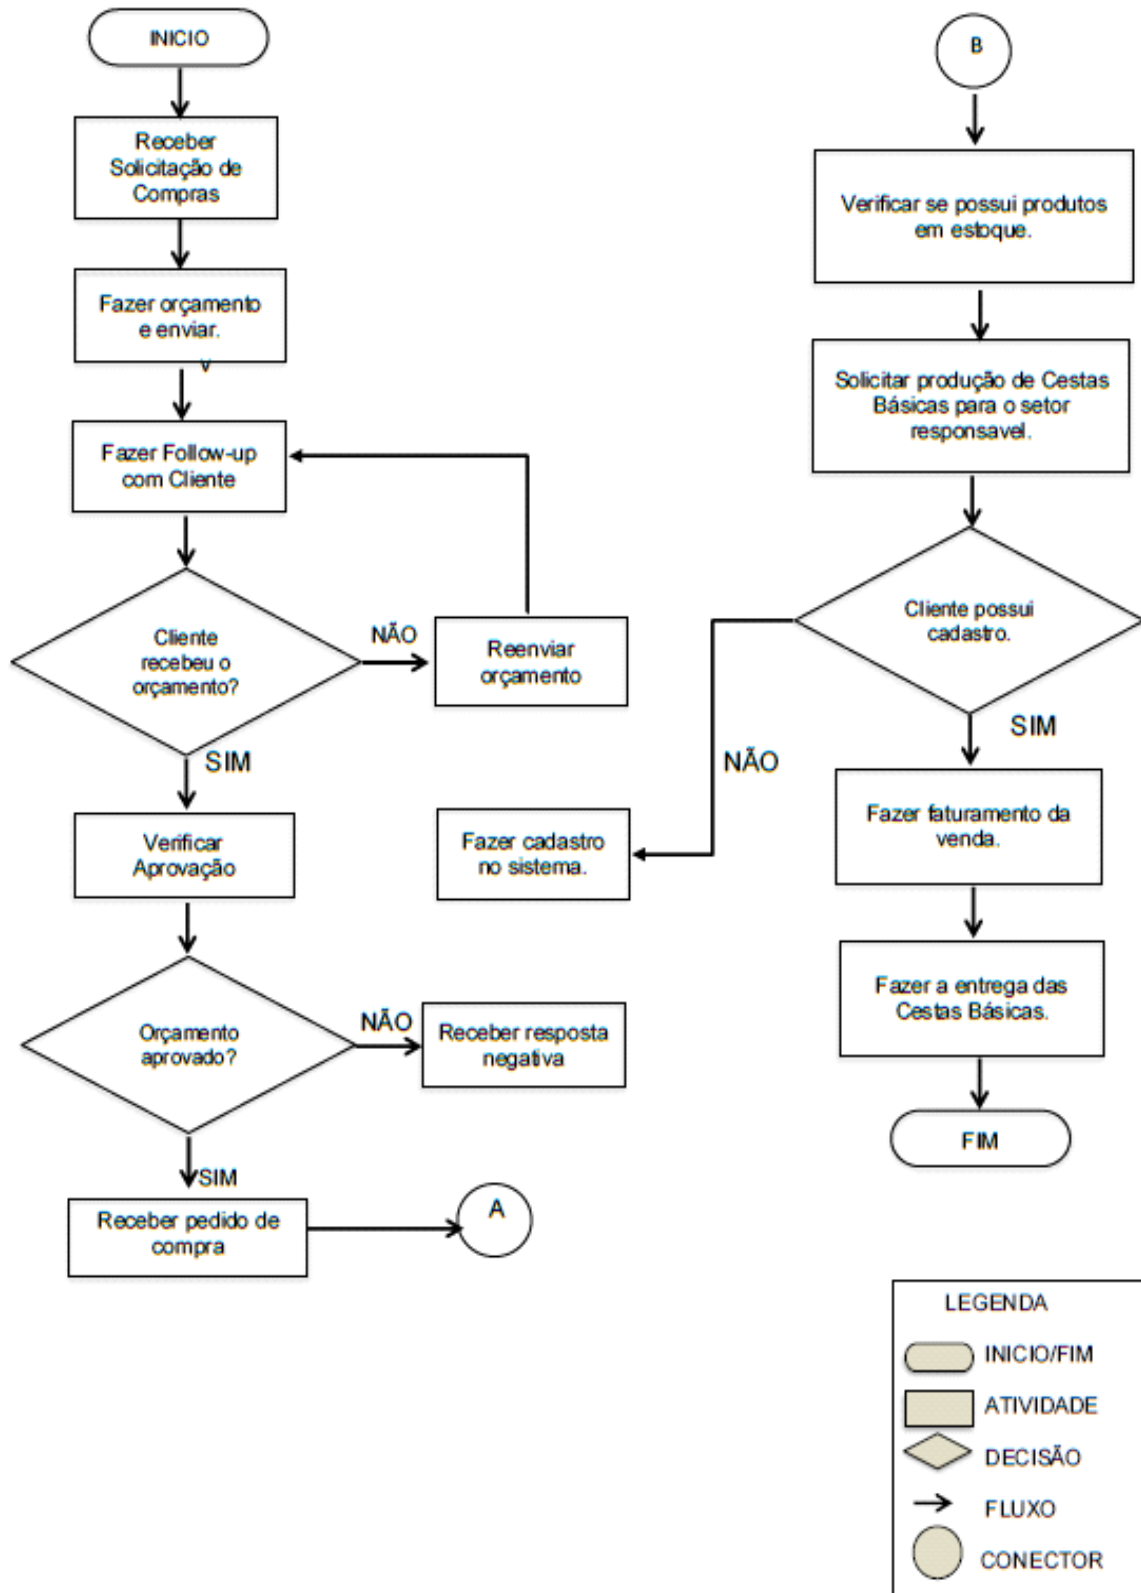 INICIO
Receber
Solicitação de
Compras
Fazer orçamento
e enviar.
v
Fazer Follow-up
com Cliente
Cliente
recebeu o
orçamento?
NÃO
Reenviar
orçamento
SIM
Verificar
Aprovação
Orçamento
aprovado?
NÃO
Receber resposta
negativa
SIM
Receber pedido de
compra
A
B
Verificar se possui produtos
em estoque.
Solicitar produção de Cestas
Básicas para o setor
responsavel.
Cliente possui
cadastro.
NÃO
Fazer cadastro
no sistema.
SIM
Fazer faturamento da
venda.
Fazer a entrega das
Cestas Básicas.
FIM
LEGENDA
INICIO/FIM
ATIVIDADE
DECISÃO
FLUXO
CONECTOR